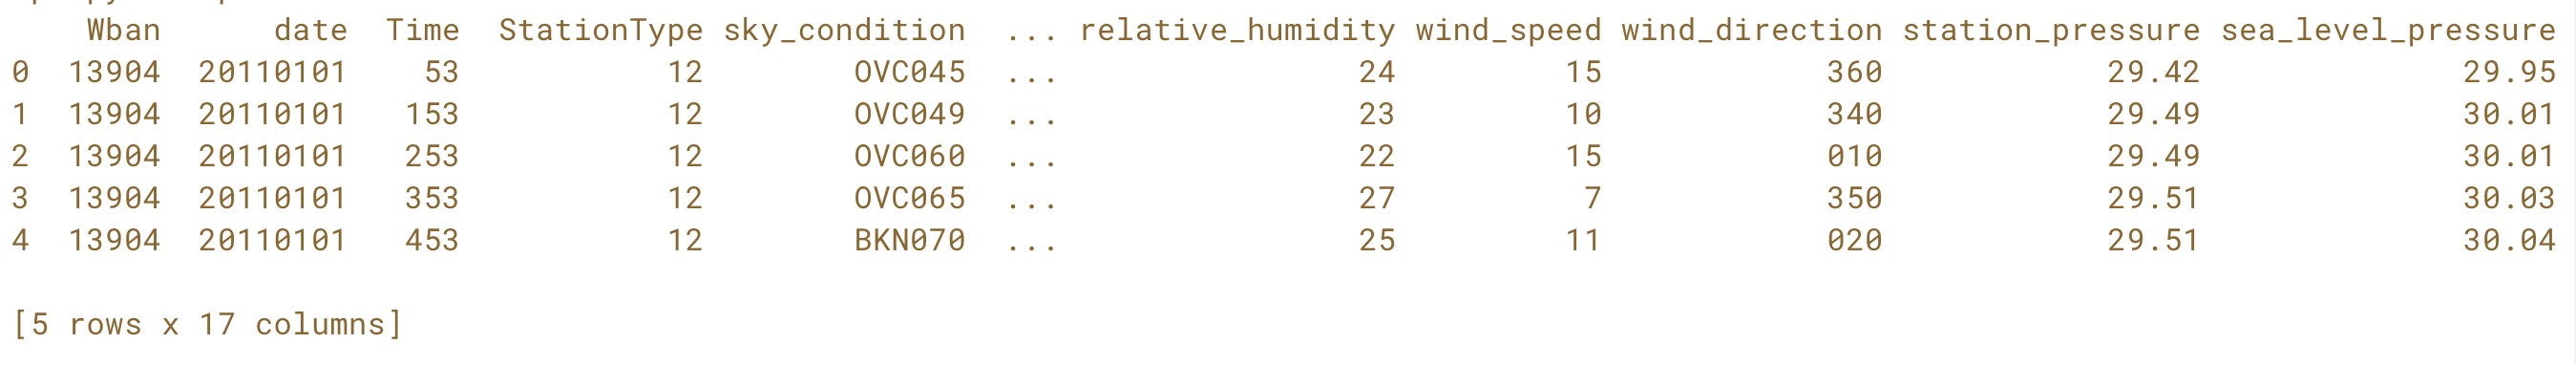 Wban date Time StationType sky_condition ... relative_humidity wind_speed wind_direction station_pressure sea_level_pressure
0 13904 20110101 53 12 OVC045 ... 24 15 360 29.42 29.95
1 13904 20110101 153 12 OVC049 ... 23 10 340 29.49 30.01
2 13904 20110101 253 12 OVC060 ... 22 15 010 29.49 30.01
3 13904 20110101 353 12 OVC065 ... 27 7 350 29.51 30.03
4 13904 20110101 453 12 BKN070 ... 25 11 020 29.51 30.04
[5 rows x 17 columns]